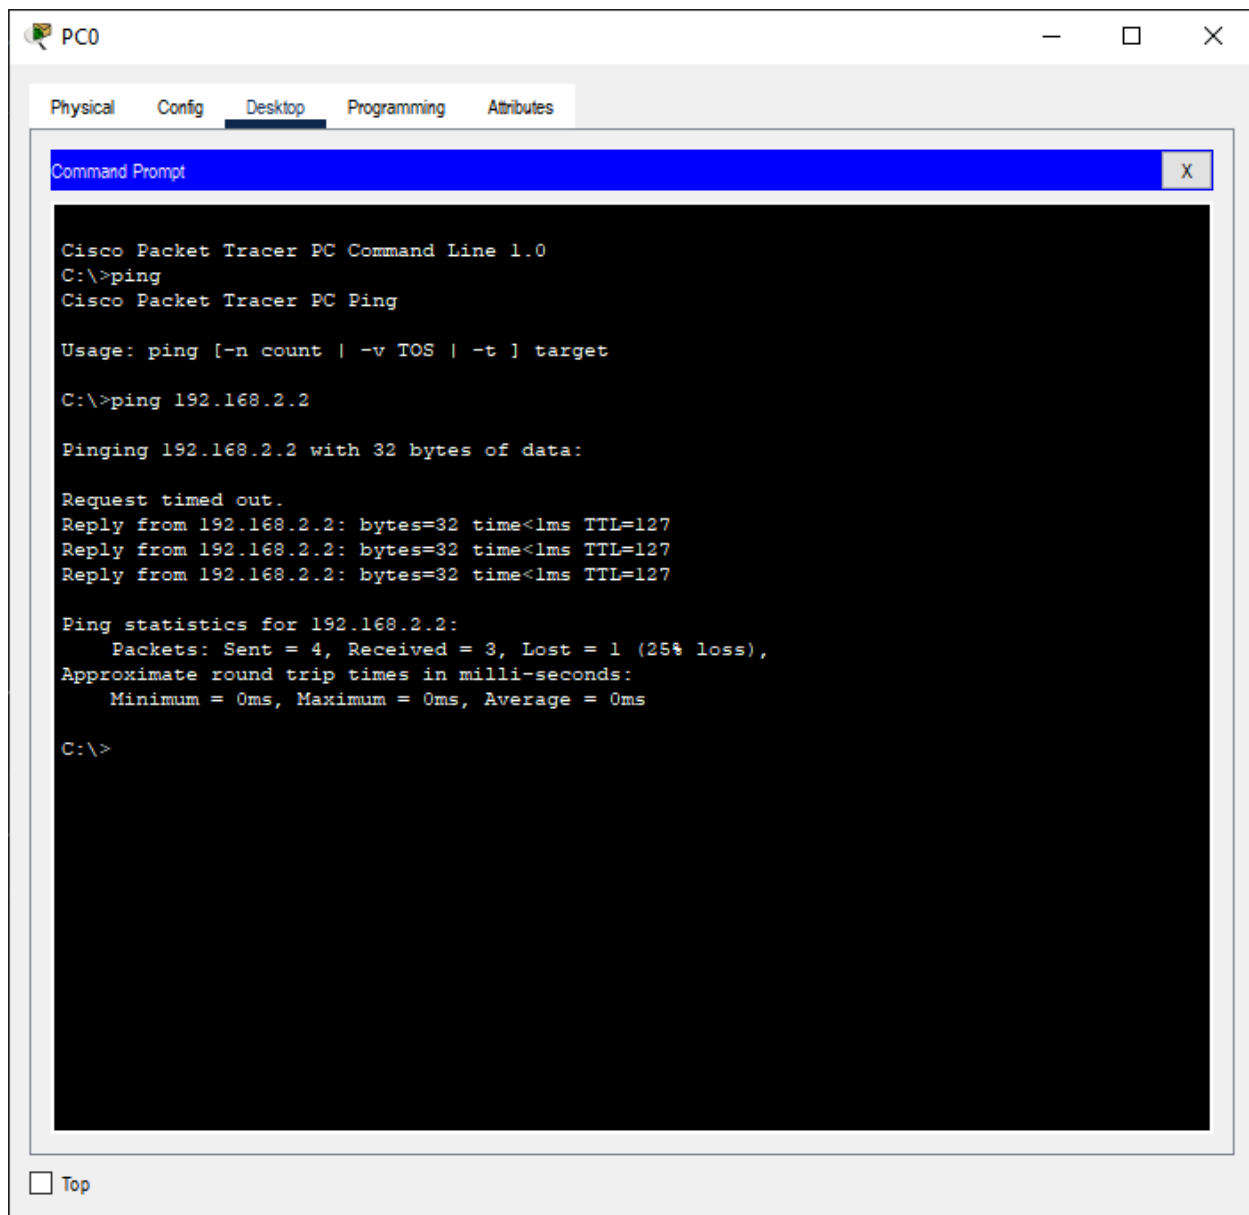 PC0
Physical Config Desktop Programming Attributes
Command Prompt X
Cisco Packet Tracer PC Command Line 1.0
C:\>ping
Cisco Packet Tracer PC Ping
Usage: ping [-n count | -v TOS | -t ] target
C:\>ping 192.168.2.2
Pinging 192.168.2.2 with 32 bytes of data:
Request timed out.
Reply from 192.168.2.2: bytes=32 time<1ms TTL=127
Reply from 192.168.2.2: bytes=32 time<1ms TTL=127
Reply from 192.168.2.2: bytes=32 time<1ms TTL=127
Ping statistics for 192.168.2.2:
    Packets: Sent = 4, Received = 3, Lost = 1 (25% loss),
Approximate round trip times in milli-seconds:
    Minimum = 0ms, Maximum = 0ms, Average = 0ms
C:\>
Top